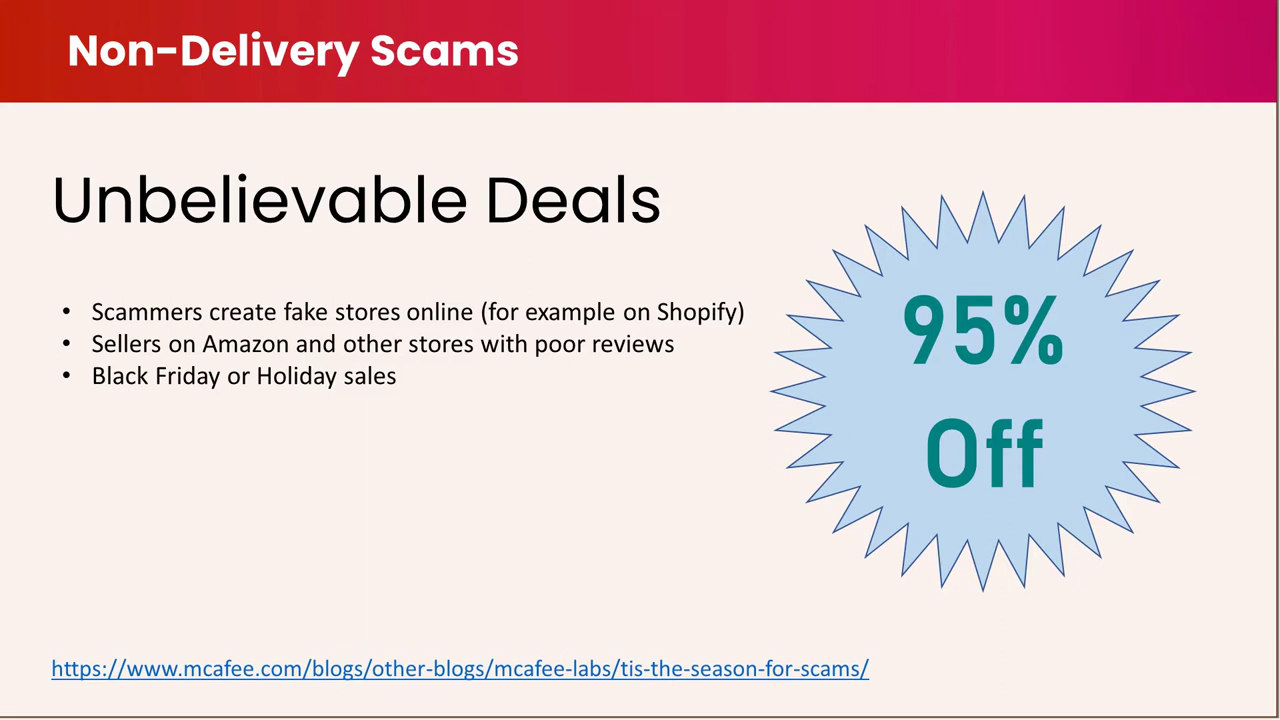 Non-Delivery Scams
Unbelievable Deals
• Scammers create fake stores online (for example on Shopify)
• Sellers on Amazon and other stores with poor reviews
• Black Friday or Holiday sales
95%
Off
https://www.mcafee.com/blogs/other-blogs/mcafee-labs/tis-the-season-for-scams/